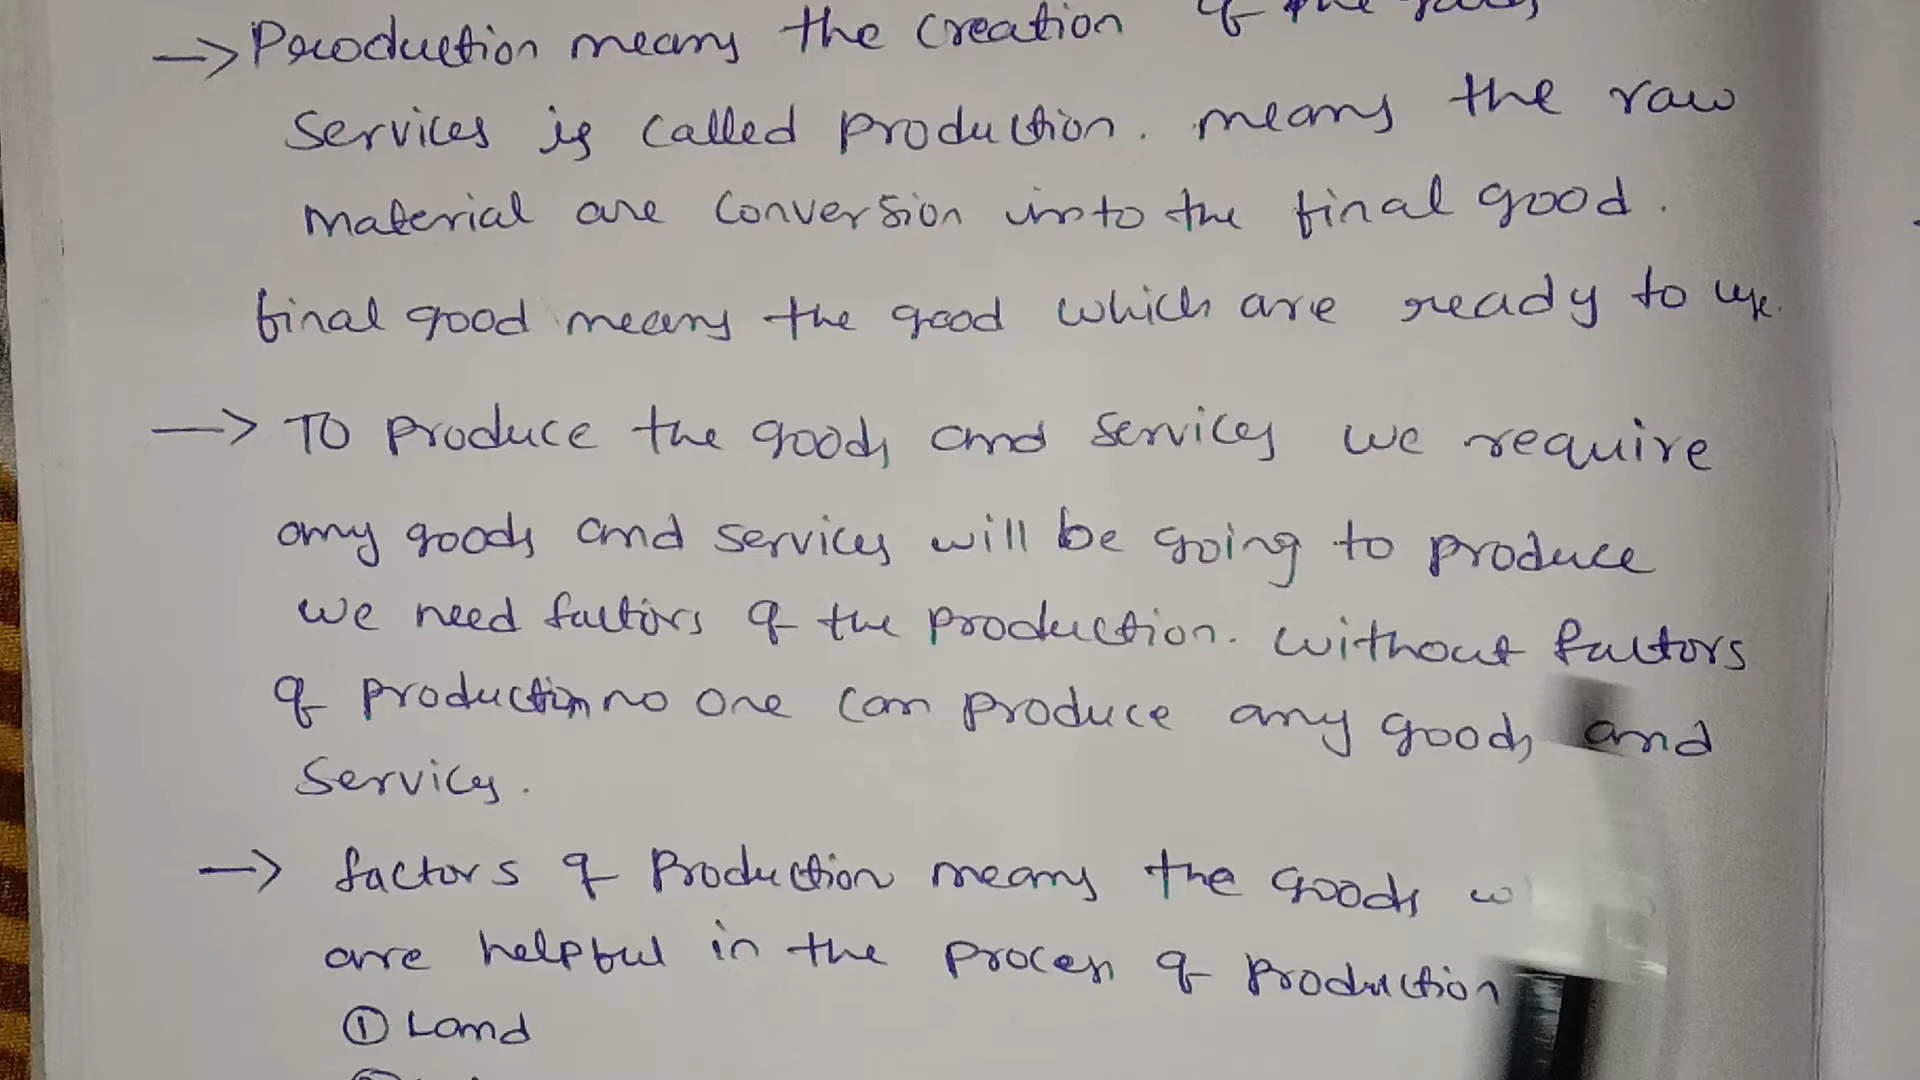 → Production means the creation of the
services is called production. means the raw
material are conversion into the final good.
final good means the good which are ready to use.
→ To produce the goods and services we require
any goods and services will be going to produce
we need factors of the production. without factors
of production no one can produce any goods and
services.
→ factors of Production means the goods
are helpful in the process of production
① Land